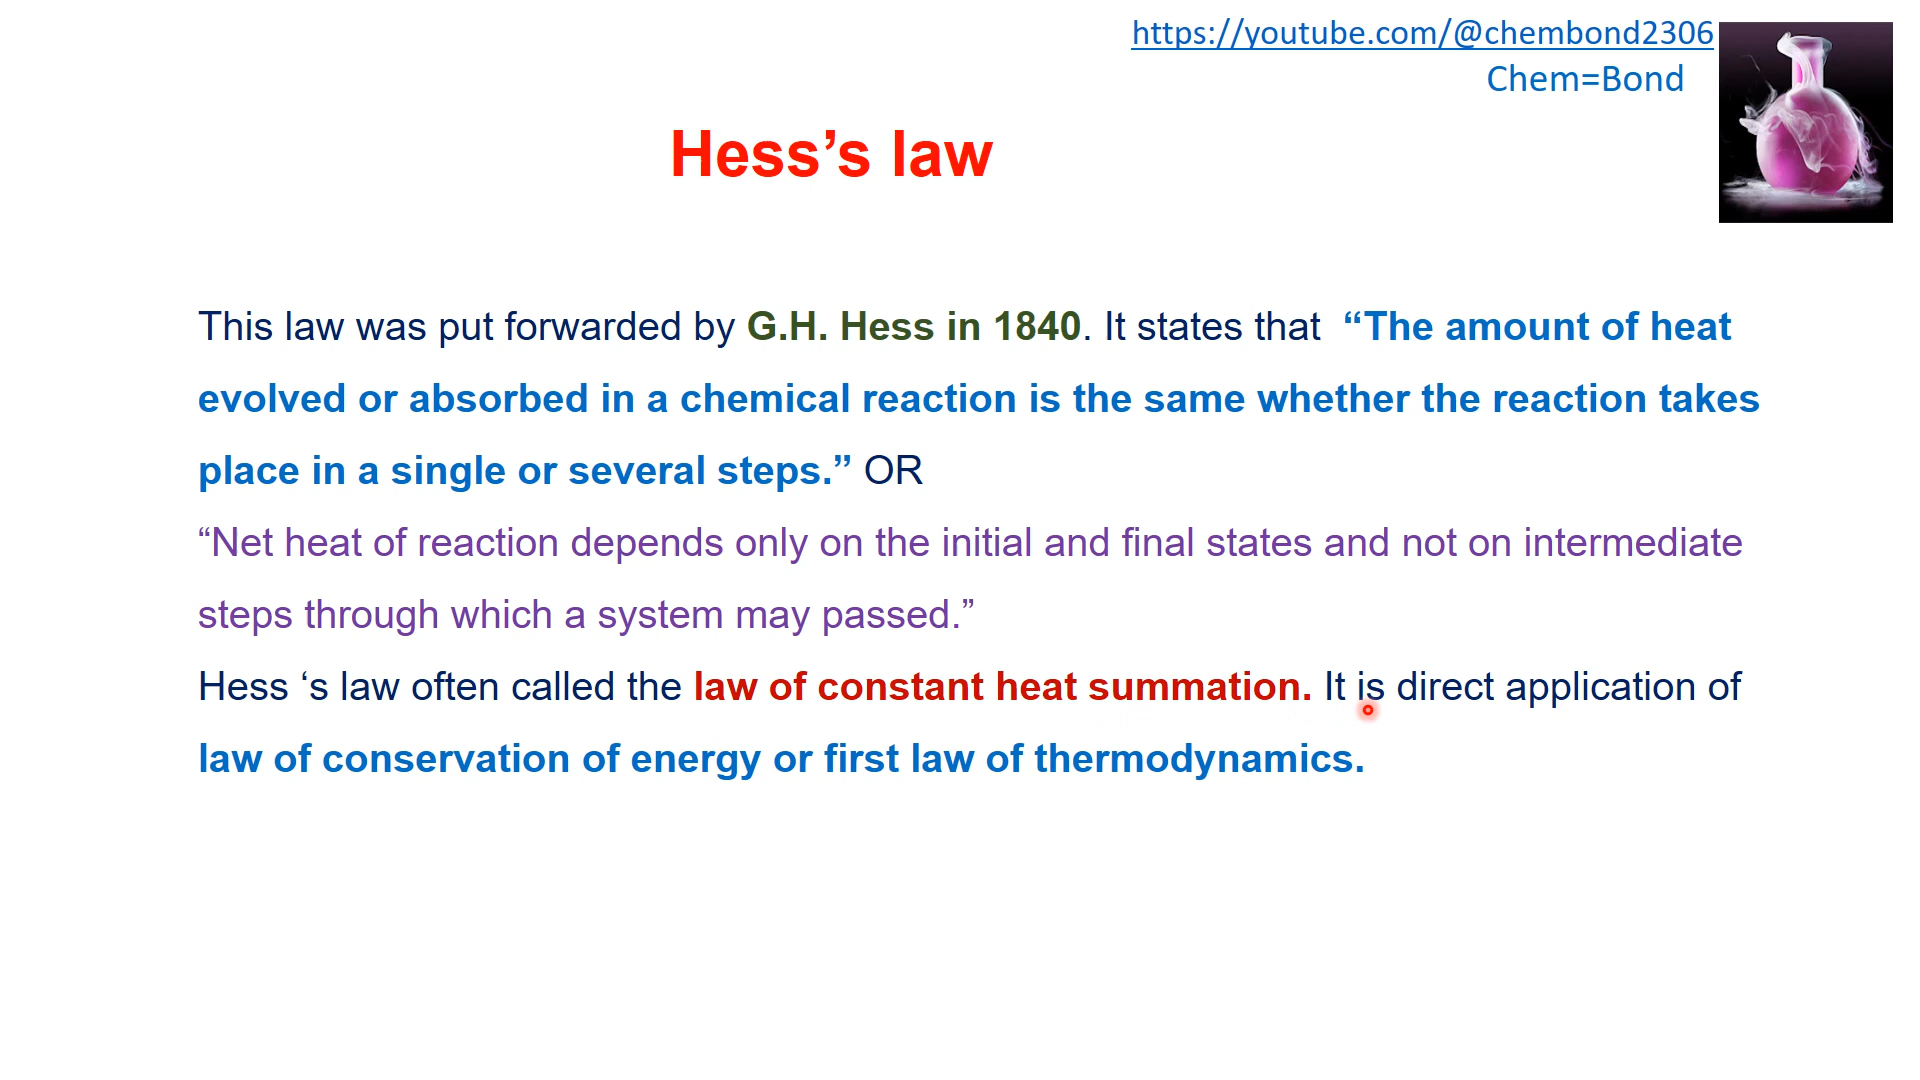 https://youtube.com/@chembond2306
Chem=Bond
Hess’s law
This law was put forwarded by G.H. Hess in 1840. It states that “The amount of heat
evolved or absorbed in a chemical reaction is the same whether the reaction takes
place in a single or several steps.” OR
“Net heat of reaction depends only on the initial and final states and not on intermediate
steps through which a system may passed.”
Hess ‘s law often called the law of constant heat summation. It is direct application of
law of conservation of energy or first law of thermodynamics.